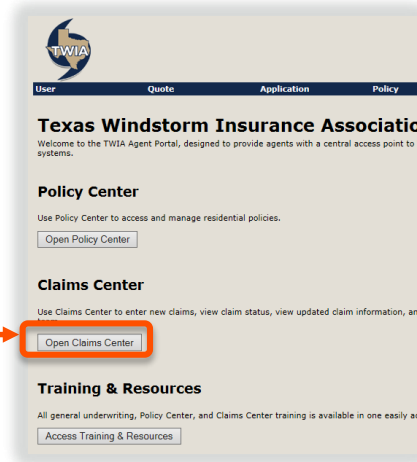 TWIA
User Quote Application Policy
Texas Windstorm Insurance Associatio
Welcome to the TWIA Agent Portal, designed to provide agents with a central access point to
systems.
Policy Center
Use Policy Center to access and manage residential policies.
Open Policy Center
Claims Center
Use Claims Center to enter new claims, view claim status, view updated claim information, an
Open Claims Center
Training & Resources
All general underwriting, Policy Center, and Claims Center training is available in one easily ac
Access Training & Resources